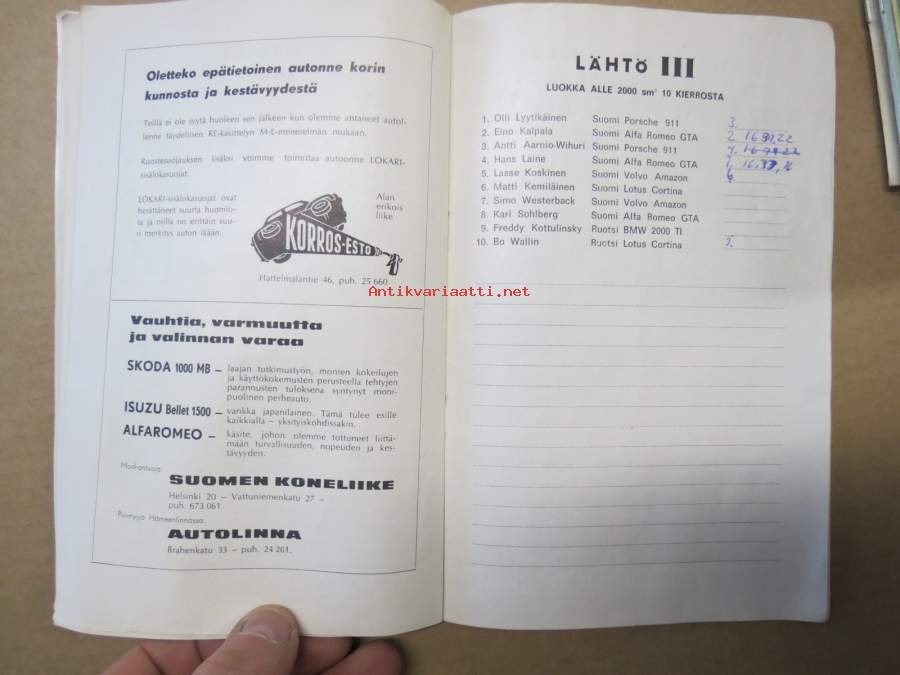 Oletteko epätietoinen autonne korin
kunnosta ja kestävyydestä
Teillä ei ole syytä huoleen sen jälkeen kun olemme antaneet autol-
lenne täydellisen RE-käsittelyn M-L-menetelmän mukaan.
Ruostesuojauksen lisäksi voimme toimittaa autoonne LOKARI-
sisälokasuojat.
LOKARI-sisälokasuojat ovat
herättäneet suurta huomio-
ta ja niillä on erittäin suu-
ri merkitys auton ikään.
Alan
erikois
liike
KORROS-ESTO
Hattelmalantie 46, puh. 25 660
Vauhtia, varmuutta
ja valinnan varaa
SKODA 1000 MB – laajan tutkimustyön, monien kokeilujen
ja käyttökokemusten perusteella tehtyjen
parannusten tuloksena syntynyt moni-
puolinen perheauto.
ISUZU Bellet 1500 – vankka japanilainen. Tämä tulee esille
kaikkialla – yksityiskohdissakin.
ALFAROMEO – käsite, johon olemme tottuneet liittä-
mään turvallisuuden, nopeuden ja kes-
tävyyden.
Maahantuoja
SUOMEN KONELIIKE
Helsinki 20 – Vattuniemenkatu 27 –
puh. 673 061.
Hämeenlinnassa:
AUTOLINNA
Brahenkatu 33 – puh. 24 261.
LÄHTÖ III
LUOKKA ALLE 2000 sm³ 10 KIERROSTA
1. Olli Lyytikäinen Suomi Porsche 911 3.
2. Eino Kalpala Suomi Alfa Romeo GTA 2.
3. Antti Aarnio-Wihuri Suomi Porsche 911
4. Hans Laine Suomi Alfa Romeo GTA 1.
5. Lasse Koskinen Suomi Volvo Amazon
6. Matti Kemiläinen Suomi Lotus Cortina
7. Simo Westerback Suomi Volvo Amazon
8. Kari Sohlberg Suomi Alfa Romeo GTA
9. Freddy Kottulinsky Ruotsi BMW 2000 TI
10. Bo Wallin Ruotsi Lotus Cortina
Antikvariaatti.net